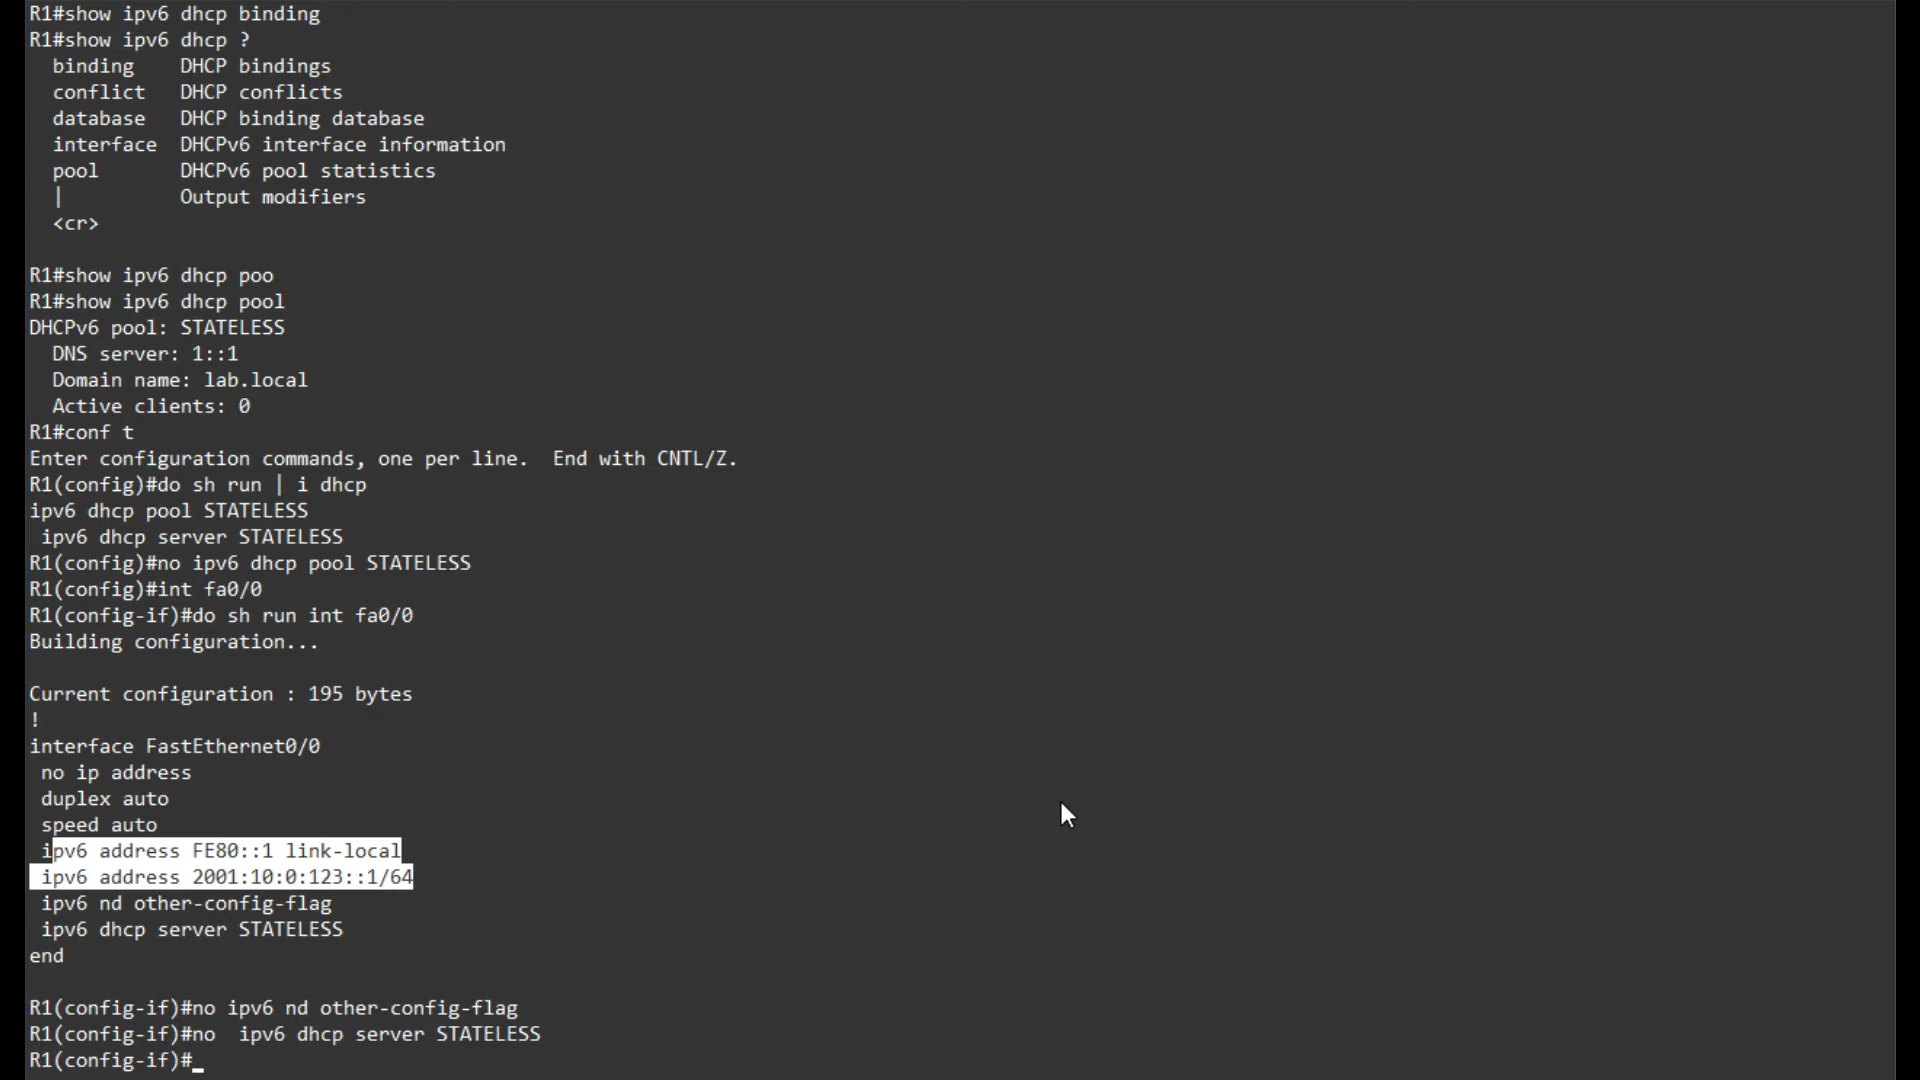 R1#show ipv6 dhcp binding
R1#show ipv6 dhcp ?
  binding    DHCP bindings
  conflict   DHCP conflicts
  database   DHCP binding database
  interface  DHCPv6 interface information
  pool       DHCPv6 pool statistics
  |          Output modifiers
  <cr>
R1#show ipv6 dhcp poo
R1#show ipv6 dhcp pool
DHCPv6 pool: STATELESS
  DNS server: 1::1
  Domain name: lab.local
  Active clients: 0
R1#conf t
Enter configuration commands, one per line.  End with CNTL/Z.
R1(config)#do sh run | i dhcp
ipv6 dhcp pool STATELESS
 ipv6 dhcp server STATELESS
R1(config)#no ipv6 dhcp pool STATELESS
R1(config)#int fa0/0
R1(config-if)#do sh run int fa0/0
Building configuration...
Current configuration : 195 bytes
!
interface FastEthernet0/0
 no ip address
 duplex auto
 speed auto
 ipv6 address FE80::1 link-local
 ipv6 address 2001:10:0:123::1/64
 ipv6 nd other-config-flag
 ipv6 dhcp server STATELESS
end
R1(config-if)#no ipv6 nd other-config-flag
R1(config-if)#no  ipv6 dhcp server STATELESS
R1(config-if)#